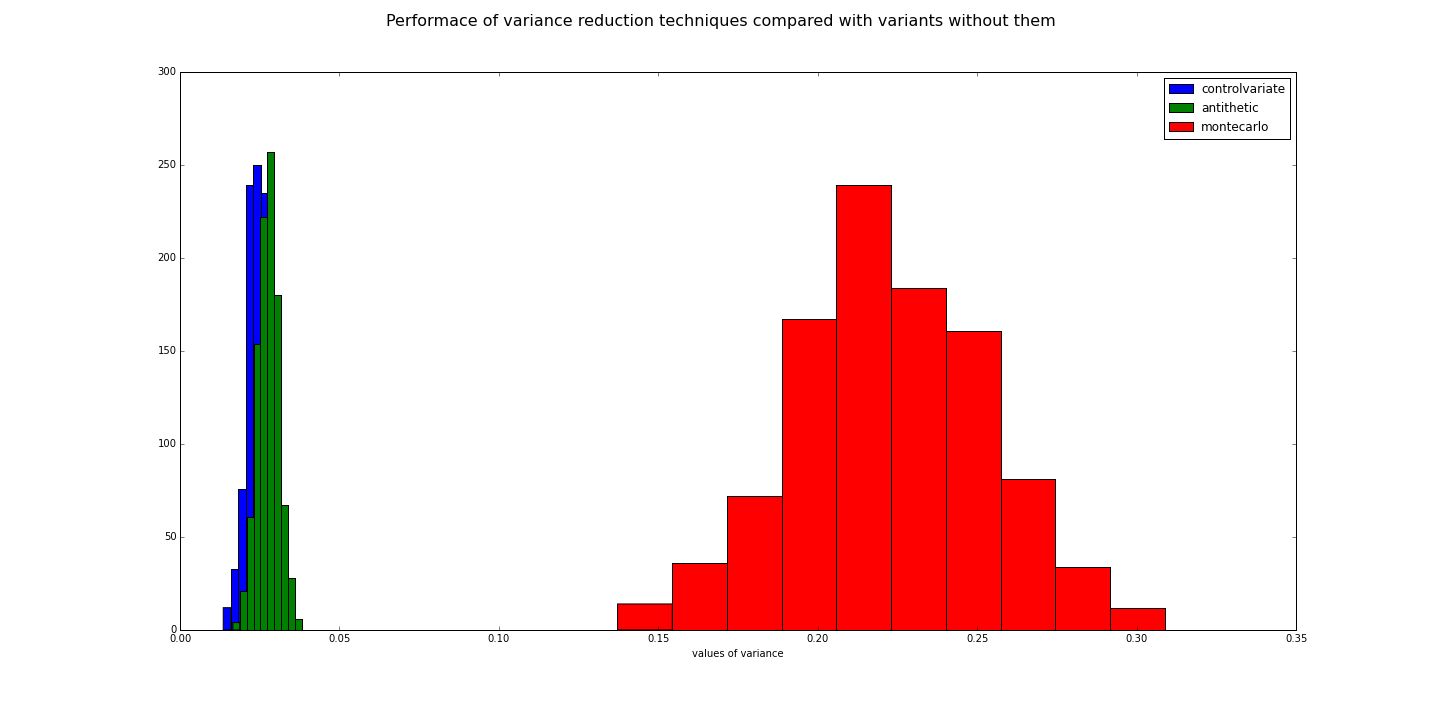 Performace of variance reduction techniques compared with variants without them
300
controlvariate
antithetic
montecarlo
250
200
150
100
50
0
0.00 0.05 0.10 0.15 0.20 0.25 0.30 0.35
values of variance